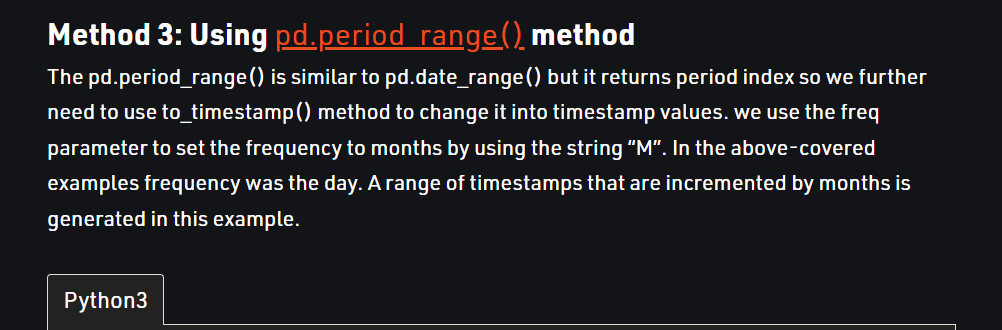 Method 3: Using pd.period_range() method
The pd.period_range() is similar to pd.date_range() but it returns period index so we further
need to use to_timestamp() method to change it into timestamp values. we use the freq
parameter to set the frequency to months by using the string “M”. In the above-covered
examples frequency was the day. A range of timestamps that are incremented by months is
generated in this example.
Python3